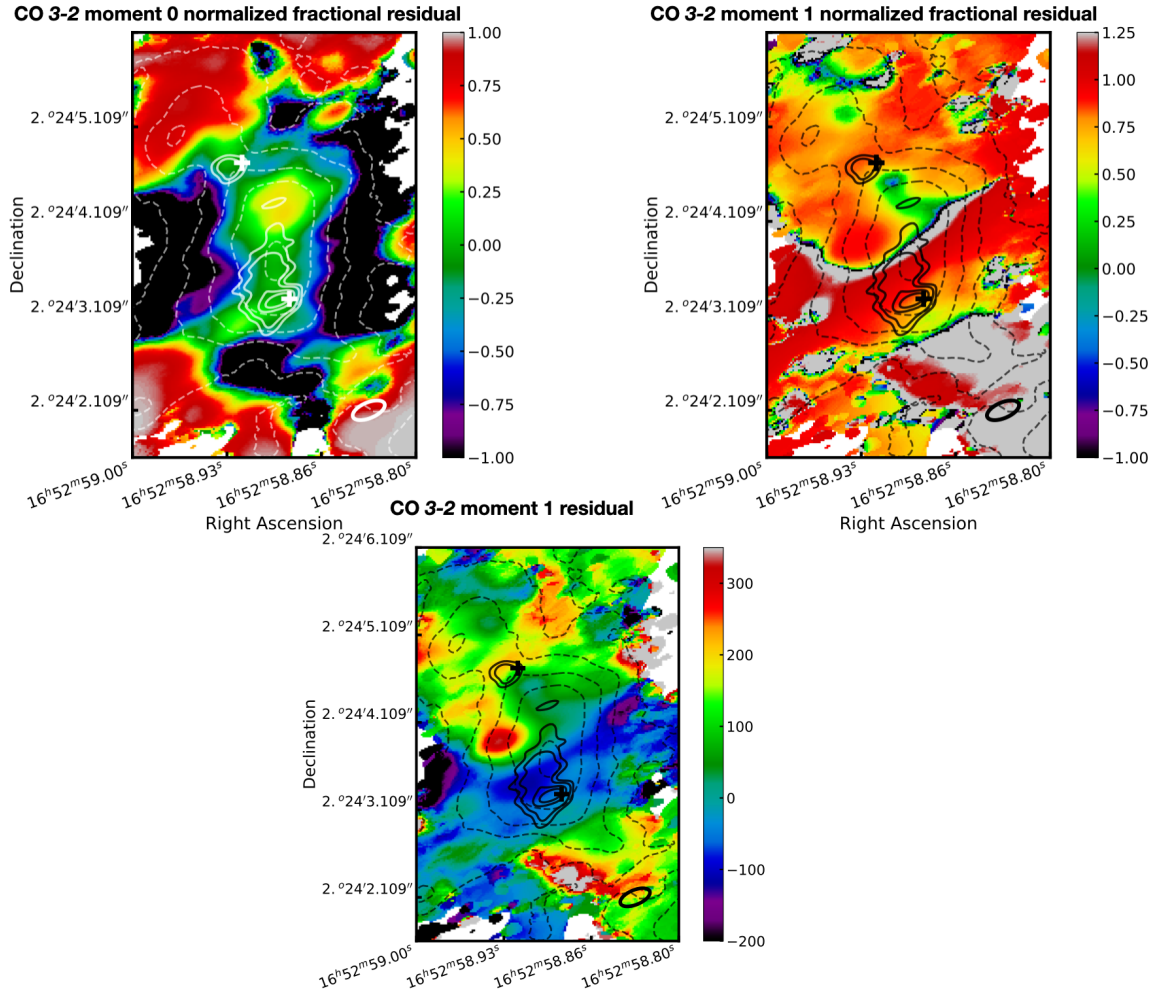 CO 3-2 moment 0 normalized fractional residual
1.00
0.75
0.50
0.25
0.00
−0.25
−0.50
−0.75
−1.00
2.°24′5.109″
2.°24′4.109″
2.°24′3.109″
2.°24′2.109″
Declination
16ʰ52ᵐ59.00ˢ
16ʰ52ᵐ58.93ˢ
16ʰ52ᵐ58.86ˢ
16ʰ52ᵐ58.80ˢ
Right Ascension
CO 3-2 moment 1 normalized fractional residual
1.25
1.00
0.75
0.50
0.25
0.00
−0.25
−0.50
−0.75
−1.00
2.°24′5.109″
2.°24′4.109″
2.°24′3.109″
2.°24′2.109″
Declination
16ʰ52ᵐ59.00ˢ
16ʰ52ᵐ58.93ˢ
16ʰ52ᵐ58.86ˢ
16ʰ52ᵐ58.80ˢ
Right Ascension
CO 3-2 moment 1 residual
2.°24′6.109″
2.°24′5.109″
2.°24′4.109″
2.°24′3.109″
2.°24′2.109″
Declination
300
200
100
0
−100
−200
16ʰ52ᵐ59.00ˢ
16ʰ52ᵐ58.93ˢ
16ʰ52ᵐ58.86ˢ
16ʰ52ᵐ58.80ˢ